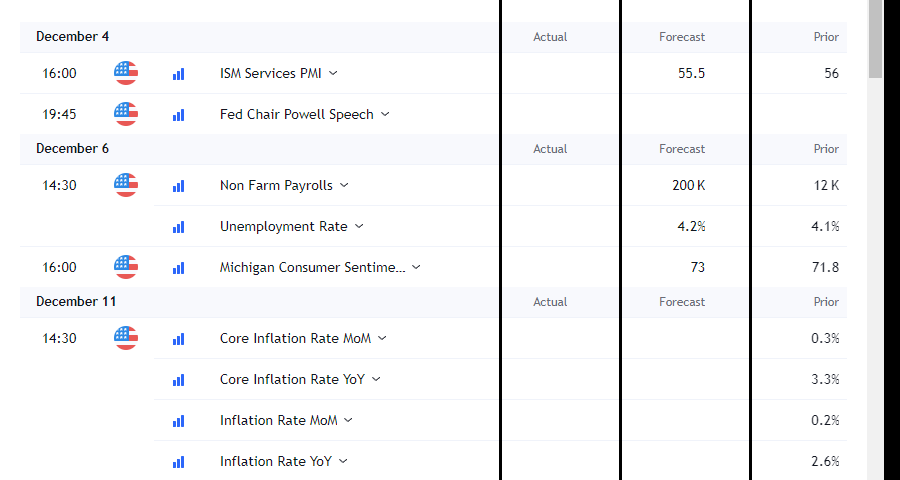 December 4 Actual Forecast Prior
16:00 ISM Services PMI 55.5 56
19:45 Fed Chair Powell Speech
December 6 Actual Forecast Prior
14:30 Non Farm Payrolls 200 K 12 K
Unemployment Rate 4.2% 4.1%
16:00 Michigan Consumer Sentime... 73 71.8
December 11 Actual Forecast Prior
14:30 Core Inflation Rate MoM 0.3%
Core Inflation Rate YoY 3.3%
Inflation Rate MoM 0.2%
Inflation Rate YoY 2.6%